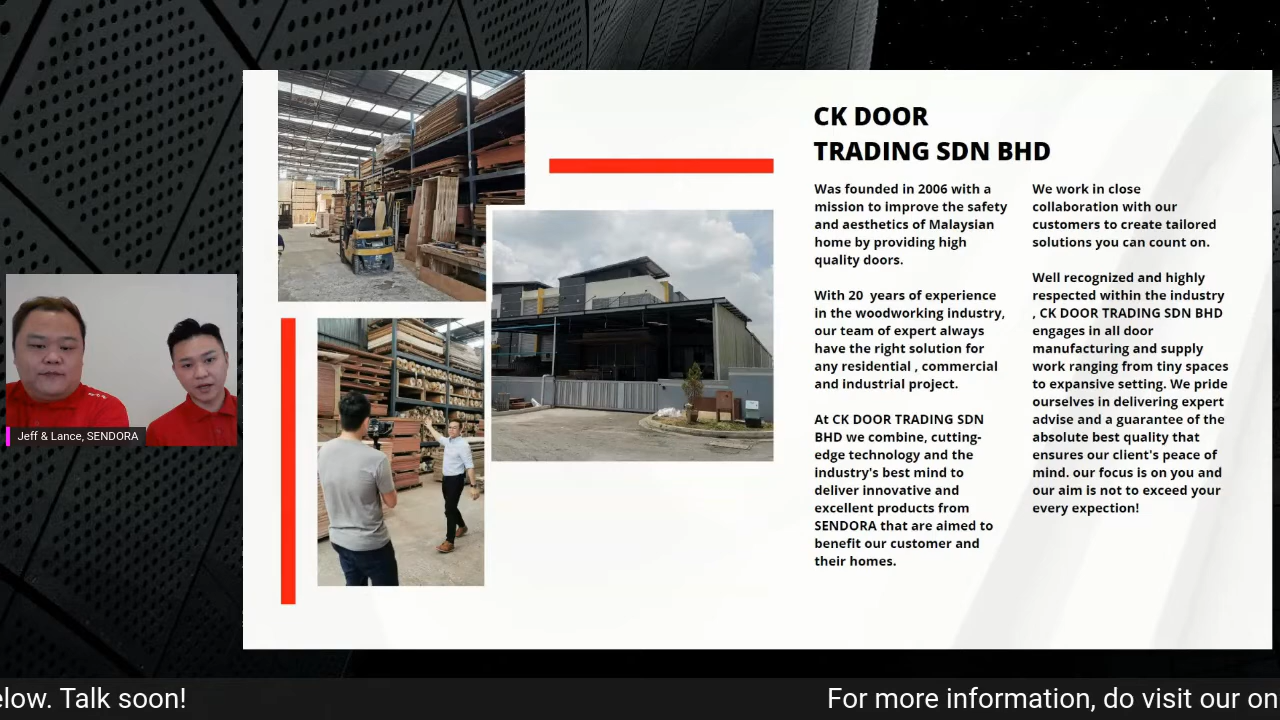 CK DOOR
TRADING SDN BHD
Was founded in 2006 with a
mission to improve the safety
and aesthetics of Malaysian
home by providing high
quality doors.
With 20 years of experience
in the woodworking industry,
our team of expert always
have the right solution for
any residential , commercial
and industrial project.
At CK DOOR TRADING SDN
BHD we combine, cutting-
edge technology and the
industry's best mind to
deliver innovative and
excellent products from
SENDORA that are aimed to
benefit our customer and
their homes.
We work in close
collaboration with our
customers to create tailored
solutions you can count on.
Well recognized and highly
respected within the industry
, CK DOOR TRADING SDN BHD
engages in all door
manufacturing and supply
work ranging from tiny spaces
to expansive setting. We pride
ourselves in delivering expert
advise and a guarantee of the
absolute best quality that
ensures our client's peace of
mind. our focus is on you and
our aim is not to exceed your
every expection!
Jeff & Lance, SENDORA
elow. Talk soon!
For more information, do visit our on